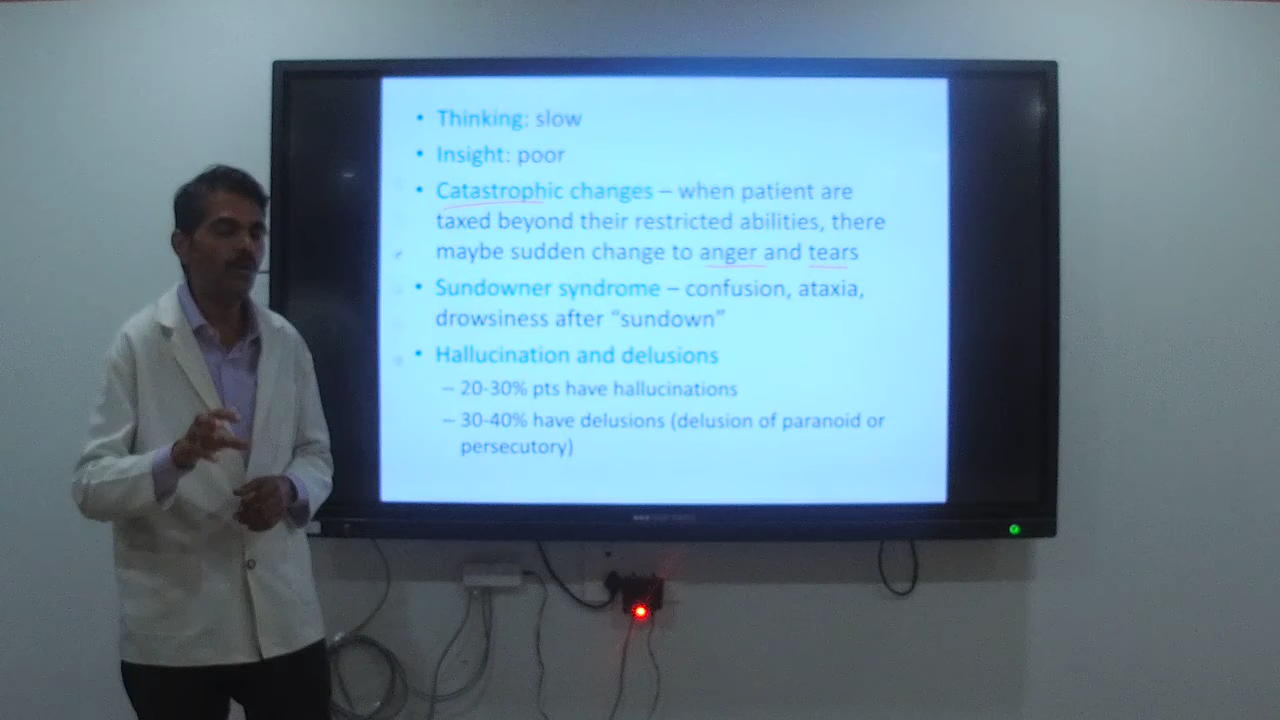 • Thinking: slow
• Insight: poor
• Catastrophic changes – when patient are
taxed beyond their restricted abilities, there
maybe sudden change to anger and tears
• Sundowner syndrome – confusion, ataxia,
drowsiness after “sundown”
• Hallucination and delusions
– 20-30% pts have hallucinations
– 30-40% have delusions (delusion of paranoid or
persecutory)